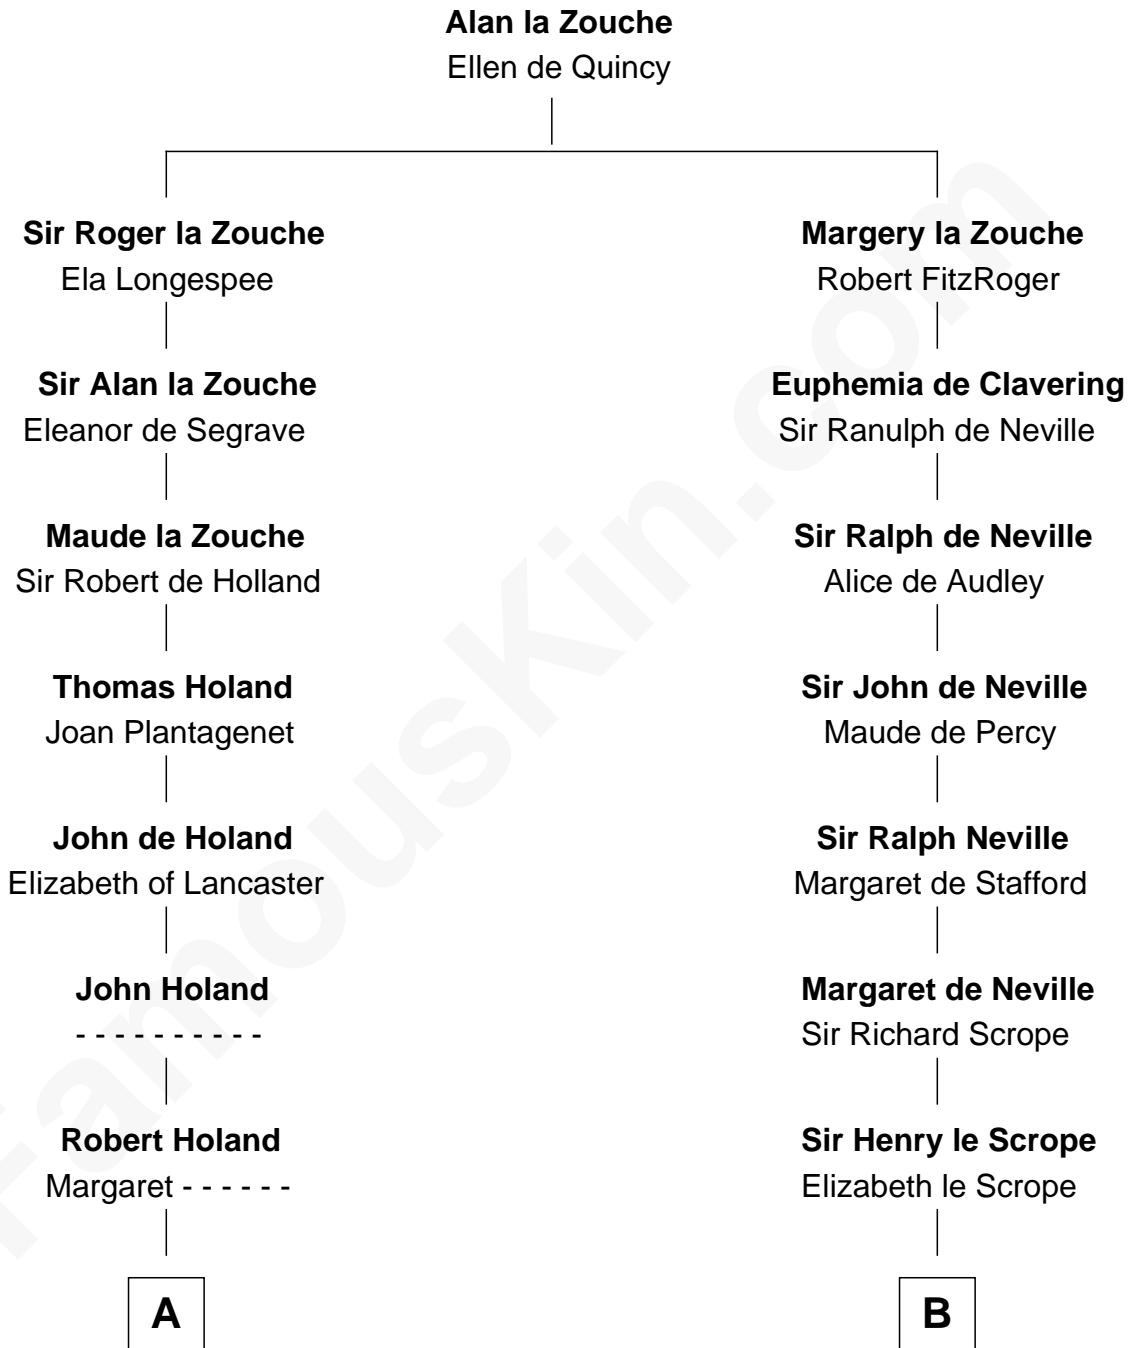 Alan la Zouche
Ellen de Quincy
Sir Roger la Zouche
Ela Longespee
Margery la Zouche
Robert FitzRoger
Sir Alan la Zouche
Eleanor de Segrave
Euphemia de Clavering
Sir Ranulph de Neville
Maude la Zouche
Sir Robert de Holland
Sir Ralph de Neville
Alice de Audley
Thomas Holand
Joan Plantagenet
Sir John de Neville
Maude de Percy
John de Holand
Elizabeth of Lancaster
Sir Ralph Neville
Margaret de Stafford
John Holand
- - - - - - - - - -
Margaret de Neville
Sir Richard Scrope
Robert Holand
Margaret - - - - - -
Sir Henry le Scrope
Elizabeth le Scrope
A
B
FamousKin.com